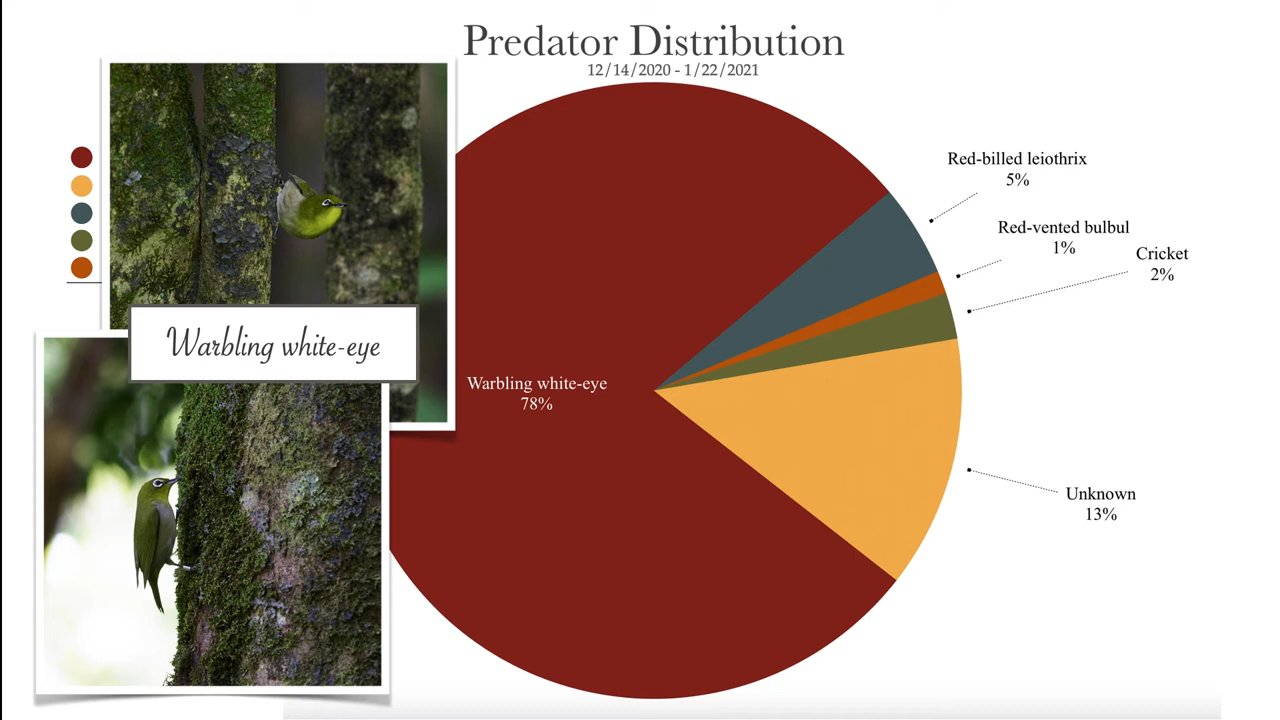 Predator Distribution
12/14/2020 - 1/22/2021
Red-billed leiothrix
5%
Red-vented bulbul
1%
Cricket
2%
Warbling white-eye
Warbling white-eye
78%
Unknown
13%